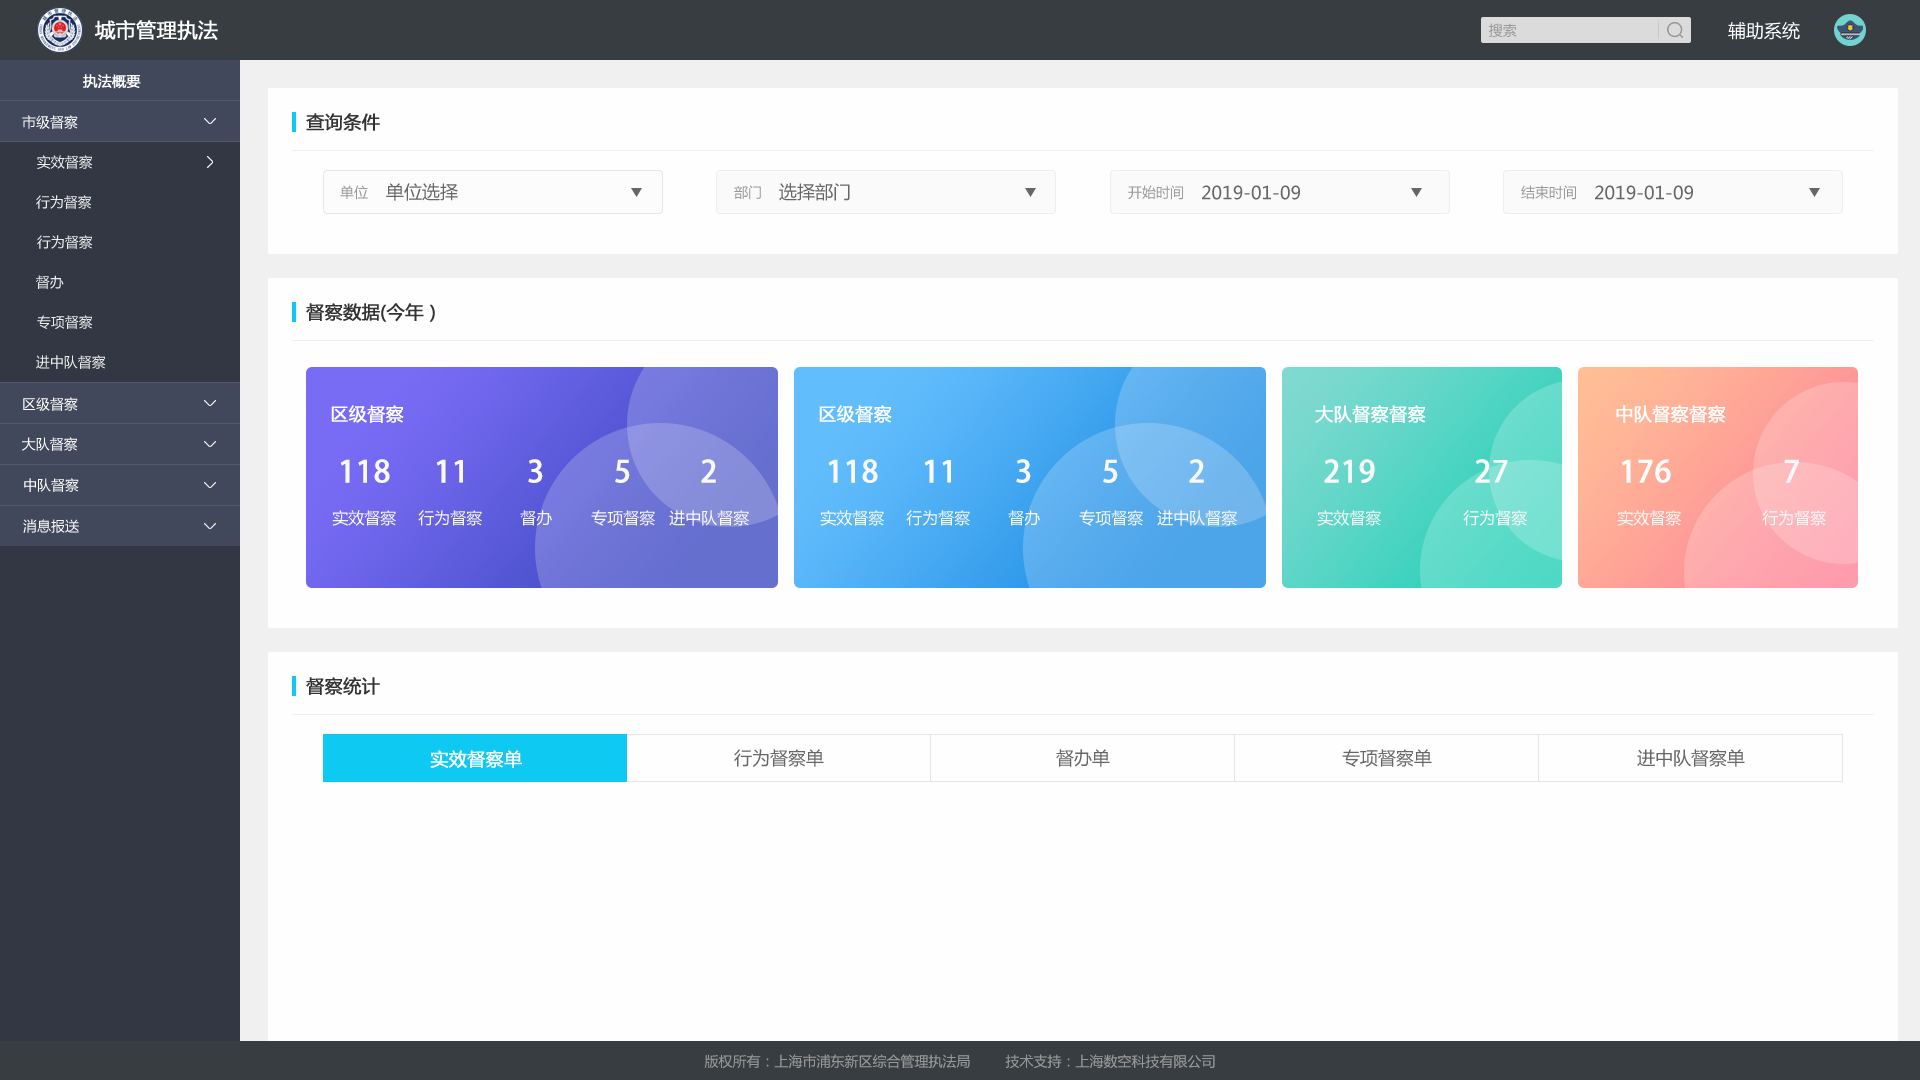 城市管理执法
搜索
辅助系统
执法概要
市级督察
实效督察
行为督察
行为督察
督办
专项督察
进中队督察
区级督察
大队督察
中队督察
消息报送
查询条件
单位 单位选择
部门 选择部门
开始时间 2019-01-09
结束时间 2019-01-09
督察数据(今年 )
区级督察
118 11 3 5 2
实效督察 行为督察 督办 专项督察 进中队督察
区级督察
118 11 3 5 2
实效督察 行为督察 督办 专项督察 进中队督察
大队督察督察
219 27
实效督察 行为督察
中队督察督察
176 7
实效督察 行为督察
督察统计
实效督察单 行为督察单 督办单 专项督察单 进中队督察单
版权所有：上海市浦东新区综合管理执法局 技术支持：上海数空科技有限公司